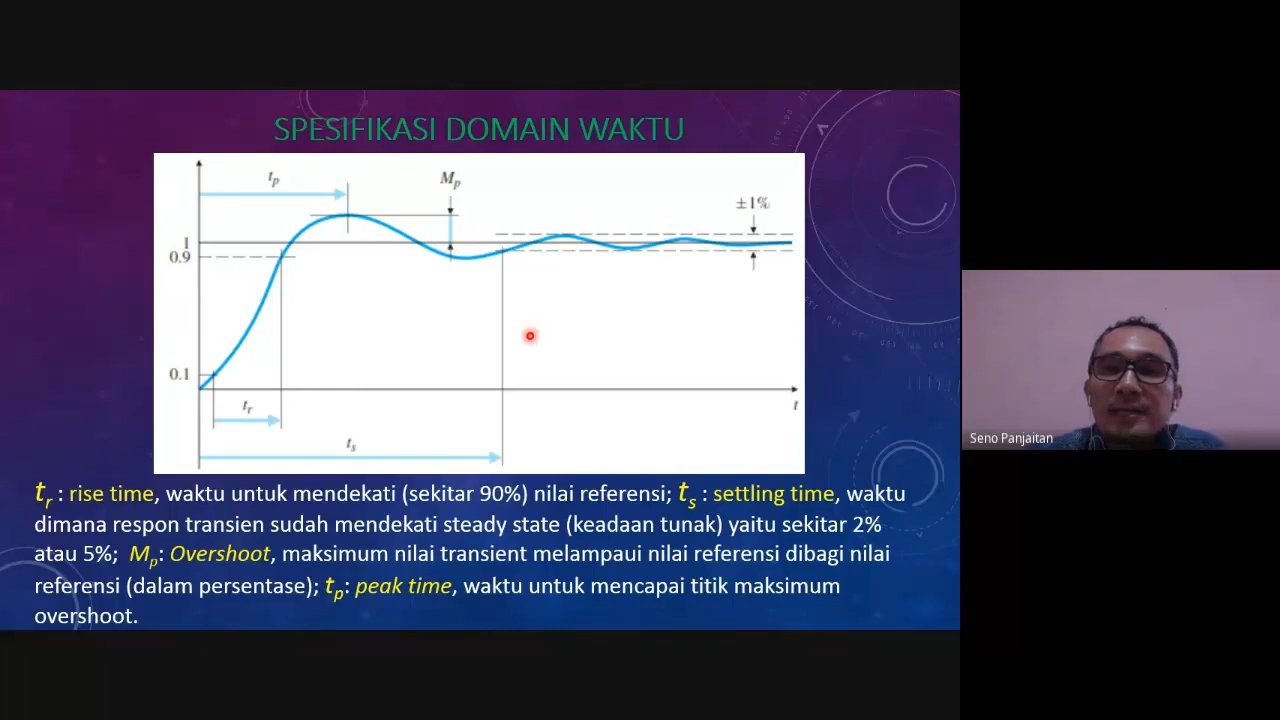 SPESIFIKASI DOMAIN WAKTU
tp
Mp
±1%
1
0.9
0.1
tr
t
ts
tr : rise time, waktu untuk mendekati (sekitar 90%) nilai referensi; ts : settling time, waktu
dimana respon transien sudah mendekati steady state (keadaan tunak) yaitu sekitar 2%
atau 5%; Mp: Overshoot, maksimum nilai transient melampaui nilai referensi dibagi nilai
referensi (dalam persentase); tp: peak time, waktu untuk mencapai titik maksimum
overshoot.
Seno Panjaitan